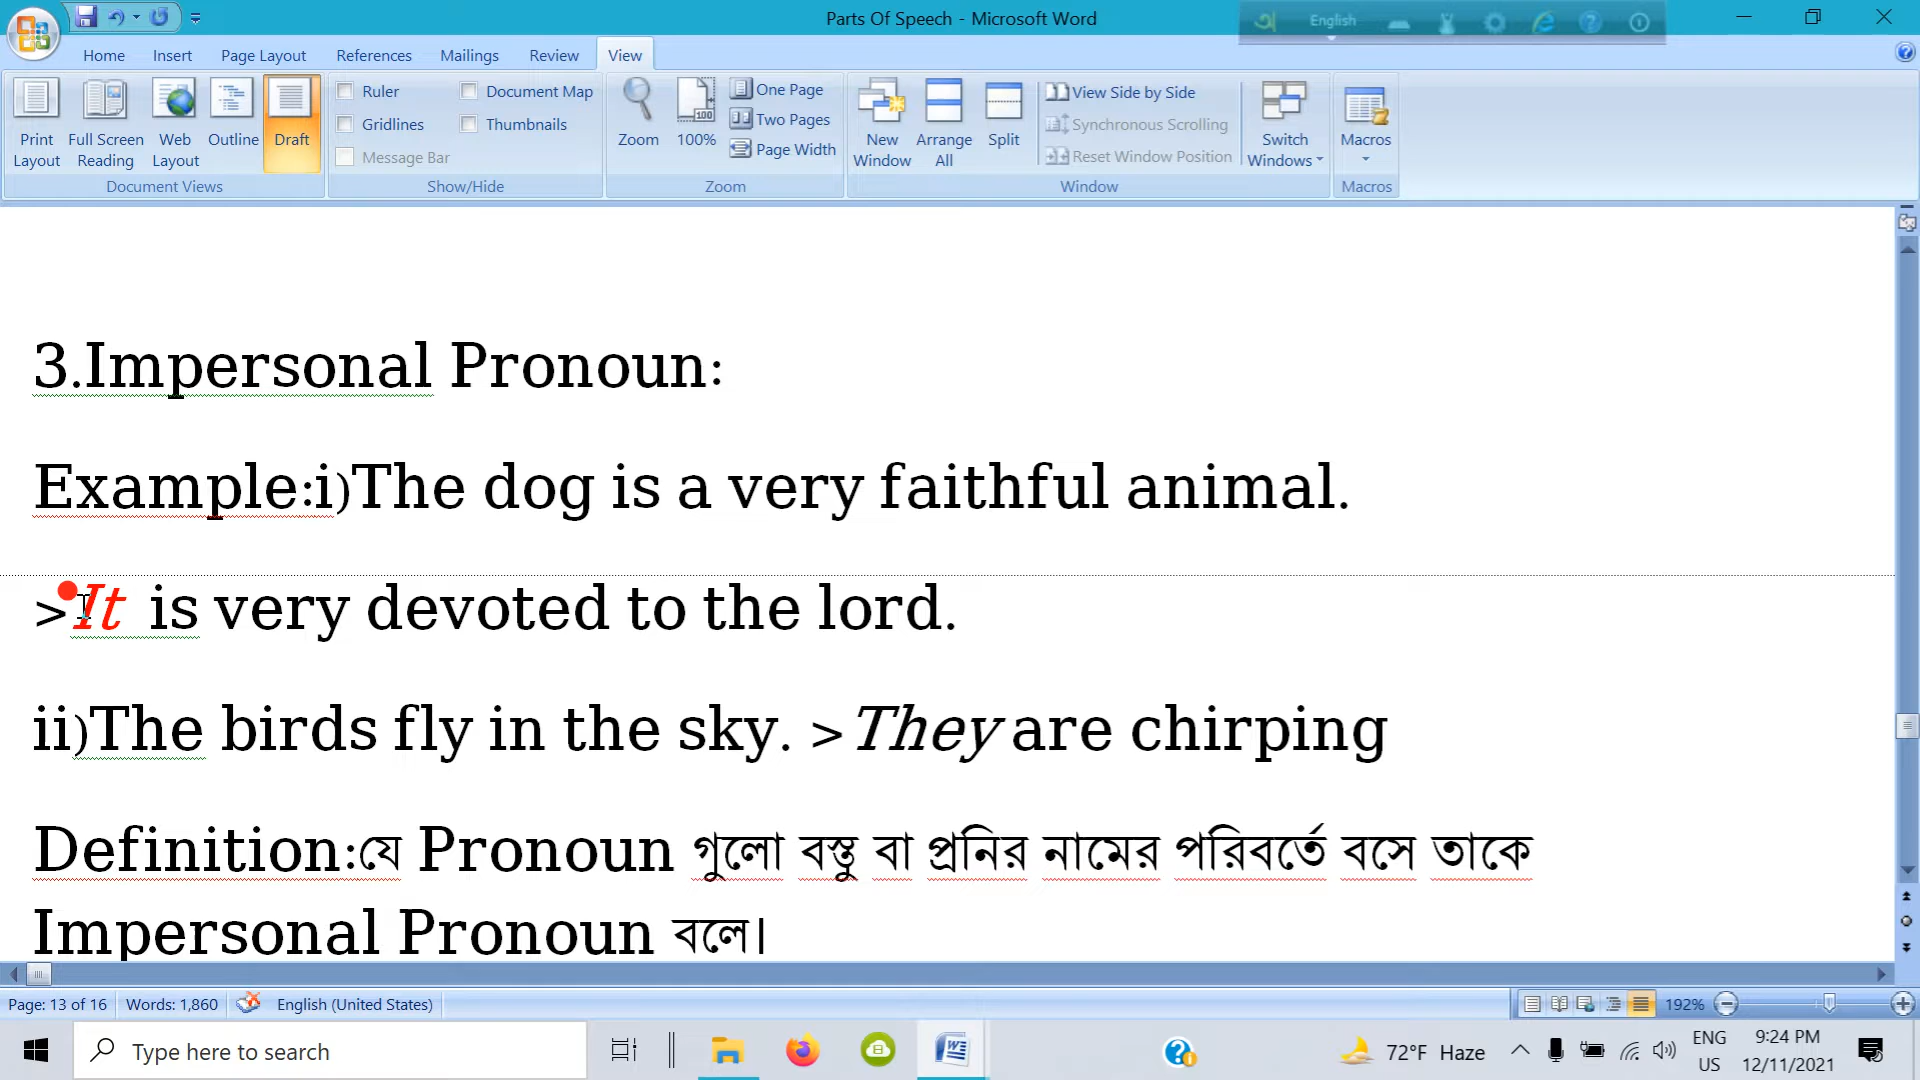 Parts Of Speech - Microsoft Word
English
Home Insert Page Layout References Mailings Review View
Print Layout
Full Screen Reading
Web Layout
Outline
Draft
Document Views
Ruler
Gridlines
Message Bar
Document Map
Thumbnails
Show/Hide
Zoom
100%
One Page
Two Pages
Page Width
Zoom
New Window
Arrange All
Split
View Side by Side
Synchronous Scrolling
Reset Window Position
Window
Switch Windows
Macros
Macros
3.Impersonal Pronoun:
Example:i)The dog is a very faithful animal.
>It is very devoted to the lord.
ii)The birds fly in the sky. >They are chirping
Definition:যে Pronoun গুলো বস্তু বা প্রনির নামের পরিবর্তে বসে তাকে
Impersonal Pronoun বলে।
Page: 13 of 16 Words: 1,860 English (United States) 192%
Type here to search
72°F Haze
ENG
US
9:24 PM
12/11/2021